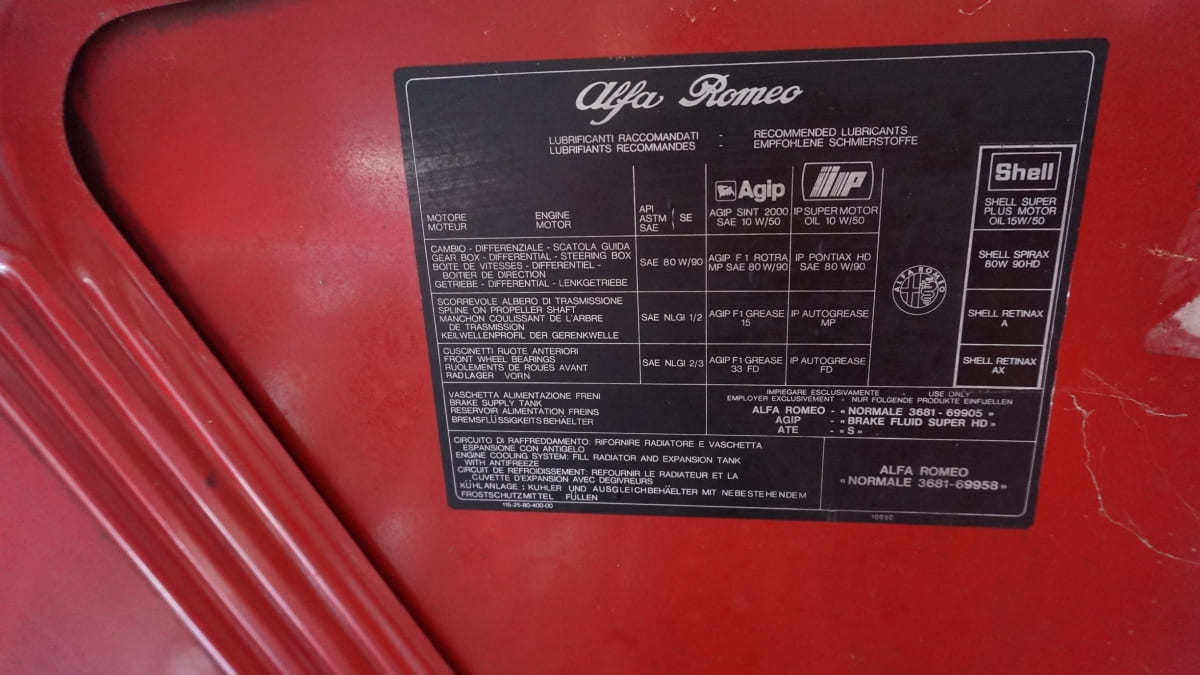 Alfa Romeo
LUBRIFICANTI RACCOMANDATI - RECOMMENDED LUBRICANTS
LUBRIFIANTS RECOMMANDES - EMPFOHLENE SCHMIERSTOFFE
MOTORE ENGINE
MOTEUR MOTOR
API
ASTM SE
SAE
Agip
AGIP SINT 2000
SAE 10 W/50
IP
IP SUPER MOTOR
OIL 10 W/50
Shell
SHELL SUPER
PLUS MOTOR
OIL 15W/50
CAMBIO - DIFFERENZIALE - SCATOLA GUIDA
GEAR BOX - DIFFERENTIAL - STEERING BOX
BOITE DE VITESSES - DIFFERENTIEL -
BOITIER DE DIRECTION
GETRIEBE - DIFFERENTIAL - LENKGETRIEBE
SAE 80 W/90
AGIP F 1 ROTRA
MP SAE 80 W/90
IP PONTIAX HD
SAE 80 W/90
SHELL SPIRAX
80W 90HD
ALFA ROMEO
SCORREVOLE ALBERO DI TRASMISSIONE
SPLINE ON PROPELLER SHAFT
MANCHON COULISSANT DE L'ARBRE
DE TRASMISSION
KEILWELLENPROFIL DER GERENKWELLE
SAE NLGI 1/2
AGIP F1 GREASE
15
IP AUTOGREASE
MP
SHELL RETINAX
A
CUSCINETTI RUOTE ANTERIORI
FRONT WHEEL BEARINGS
RUOLEMENTS DE ROUES AVANT
RADLAGER VORN
SAE NLGI 2/3
AGIP F1 GREASE
33 FD
IP AUTOGREASE
FD
SHELL RETINAX
AX
VASCHETTA ALIMENTAZIONE FRENI
BRAKE SUPPLY TANK
RESERVOIR ALIMENTATION FREINS
BREMSFLÜSSIGKEITS BEHÄELTER
IMPIEGARE ESCLUSIVAMENTE - USE ONLY
EMPLOYER EXCLUSIVEMENT - NUR FOLGENDE PRODUKTE EINFUELLEN
ALFA ROMEO - «NORMALE 3681 - 69905»
AGIP - «BRAKE FLUID SUPER HD»
ATE - «S»
CIRCUITO DI RAFFREDDAMENTO: RIFORNIRE RADIATORE E VASCHETTA
ESPANSIONE CON ANTIGELO
ENGINE COOLING SYSTEM: FILL RADIATOR AND EXPANSION TANK
WITH ANTIFREEZE
CIRCUIT DE REFROIDISSEMENT: REFOURNIR LE RADIATEUR ET LA
CUVETTE D'EXPANSION AVEC DEGIVREURS
KÜHLANLAGE: KÜHLER UND AUSGLEICHBEHÄELTER MIT NEBESTEHENDEM
FROSTSCHUTZMITTEL FÜLLEN
ALFA ROMEO
«NORMALE 3681-69958»
115-25-80-400-00
10050